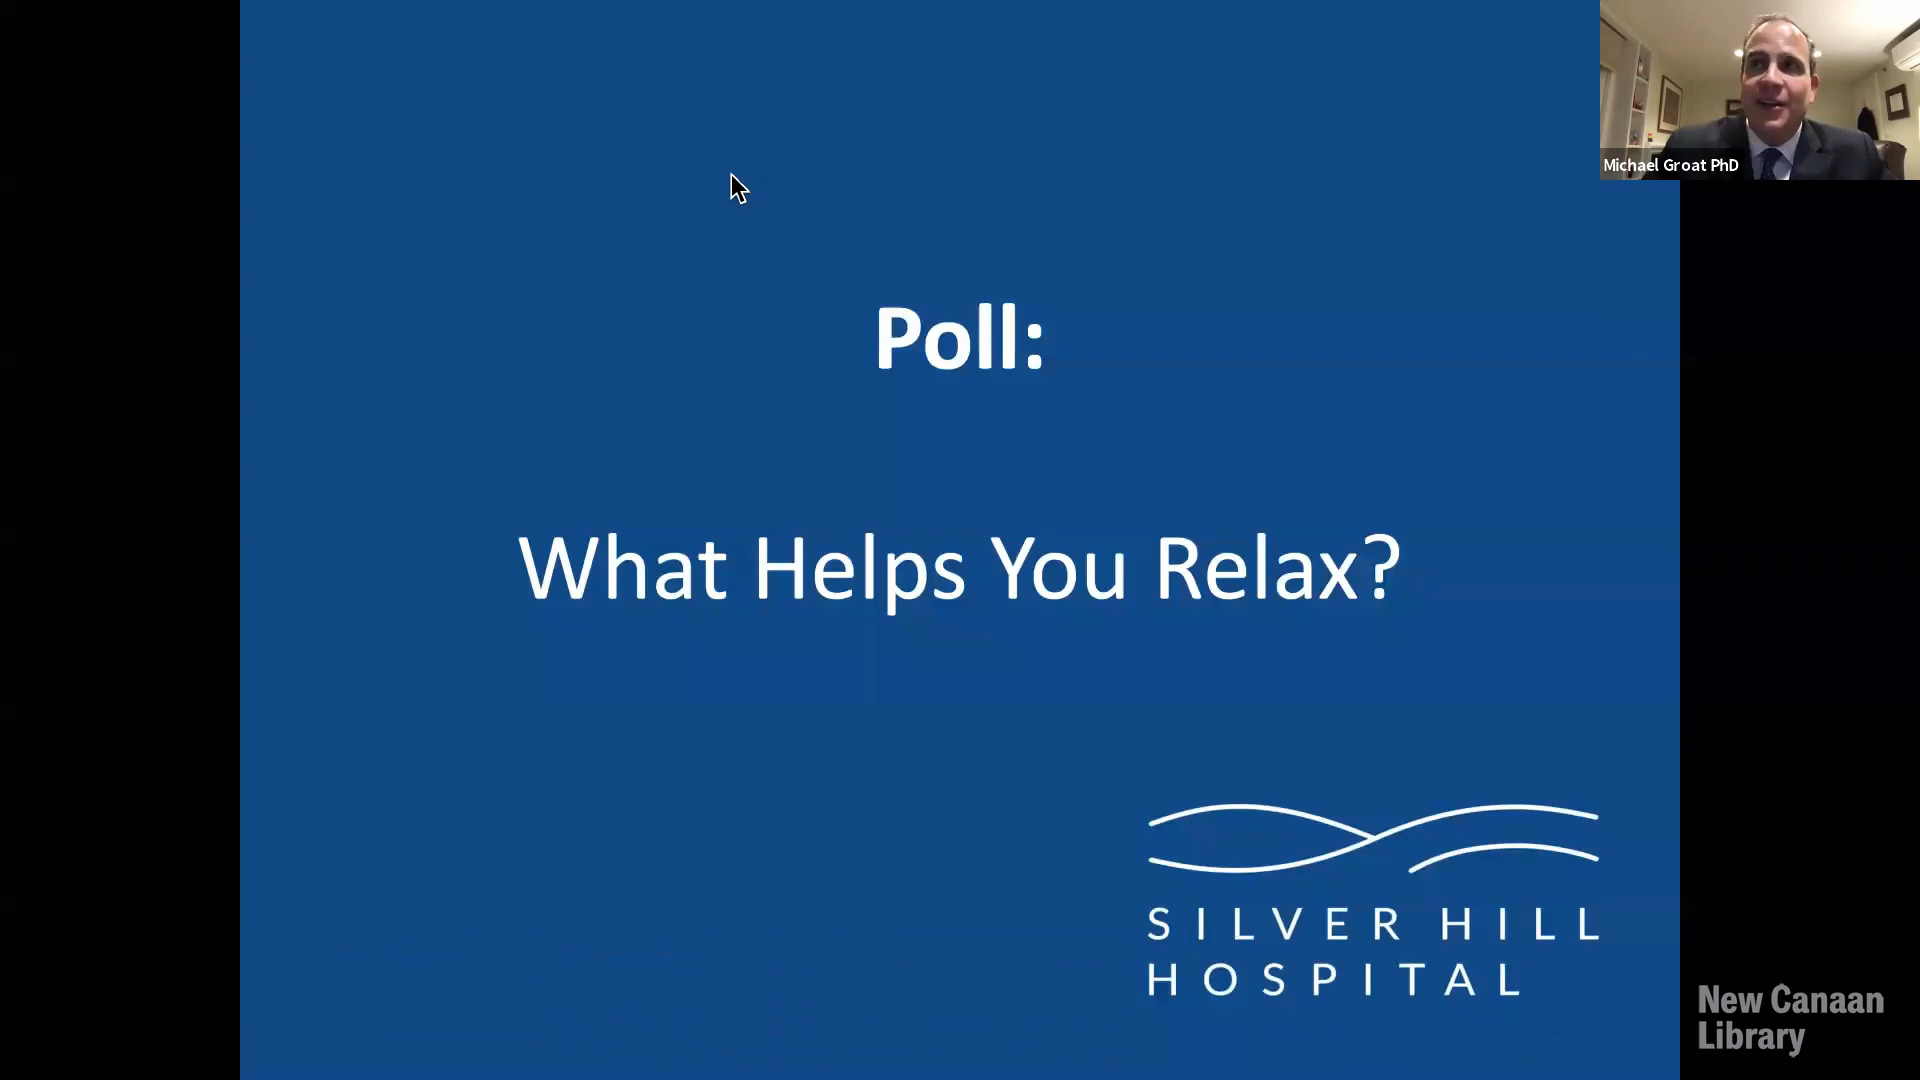 Michael Groat PhD
Poll:
What Helps You Relax?
SILVER HILL
HOSPITAL
New Canaan
Library